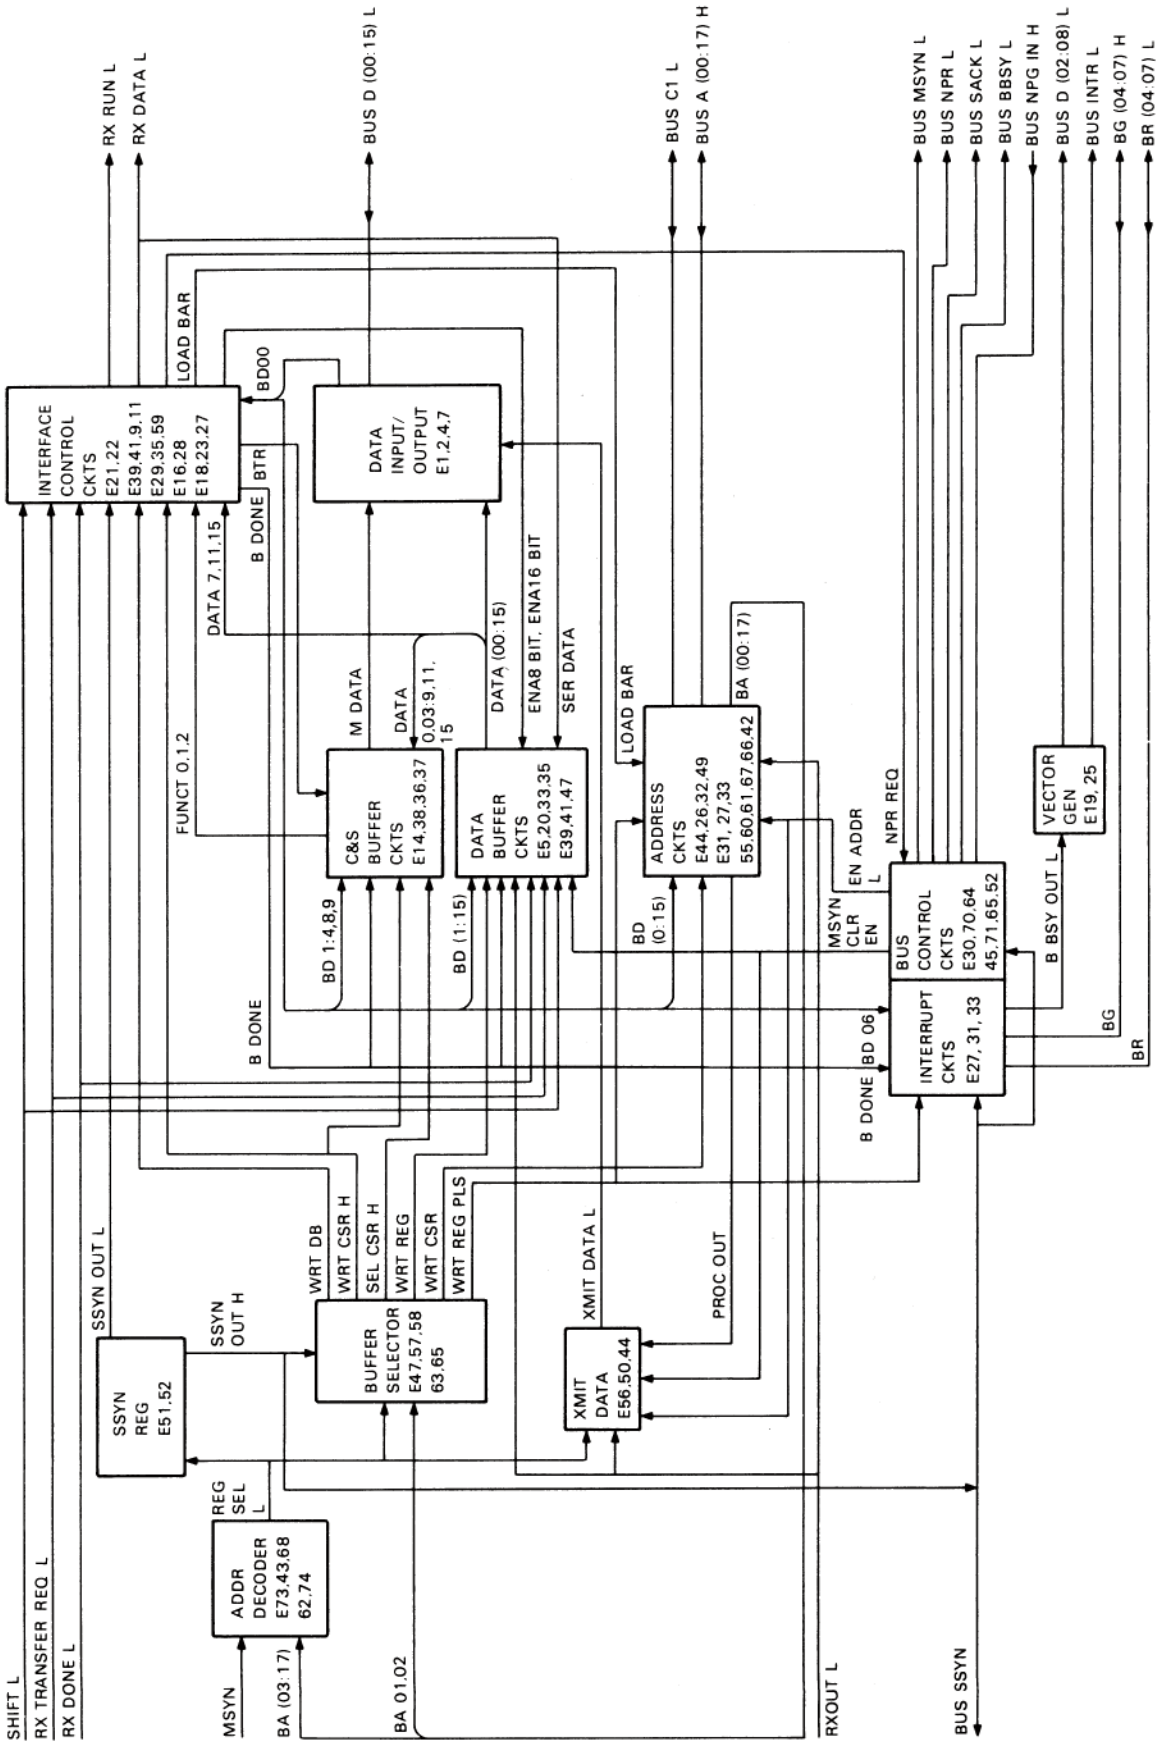 SHIFT L
RX TRANSFER REQ L
RX DONE L
MSYN
BA (03:17)
BA 01,02
RXOUT L
BUS SSYN
ADDR
DECODER
E73,43,68
62,74
REG
SEL
L
SSYN
REG
E51,52
SSYN OUT L
SSYN
OUT H
BUFFER
SELECTOR
E47,57,58
63,65
WRT DB
WRT CSR H
SEL CSR H
WRT REG
WRT CSR
WRT REG PLS
XMIT
DATA
E56,50,44
XMIT DATA L
PROC OUT
B DONE
B DONE
BD 06
INTERRUPT
CKTS
E27, 31, 33
BUS
CONTROL
CKTS
E30,70,64
45,71,65,52
BG
BR
B BSY OUT L
VECTOR
GEN
E19, 25
MSYN
CLR
EN
EN ADDR
L
NPR REQ
BD 1:4,8,9
BD (1:15)
BD
(0:15)
FUNCT 0,1,2
C&S
BUFFER
CKTS
E14,38,36,37
DATA
BUFFER
CKTS
E5,20,33,35
E39,41,47
ADDRESS
CKTS
E44,26,32,49
E31, 27,33
55,60,61,67,66,42
M DATA
DATA
0,03:9,11,
15
DATA (00:15)
ENA8 BIT, ENA16 BIT
SER DATA
LOAD BAR
BA (00:17)
DATA 7,11,15
B DONE
BTR
BD00
LOAD BAR
INTERFACE
CONTROL
CKTS
E21,22
E39,41,9,11
E29,35,59
E16,28
E18,23,27
DATA
INPUT/
OUTPUT
E1,2,4,7
RX RUN L
RX DATA L
BUS D (00:15) L
BUS C1 L
BUS A (00:17) H
BUS MSYN L
BUS NPR L
BUS SACK L
BUS BBSY L
BUS NPG IN H
BUS D (02:08) L
BUS INTR L
BG (04:07) H
BR (04:07) L